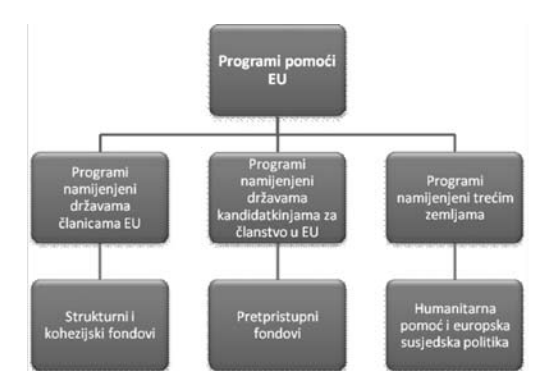 Programi pomoći
EU
Programi
namijenjeni
državama
članicama EU
Programi
namijenjeni
državama
kandidatkinjama za
članstvo u EU
Programi
namijenjeni trećim
zemljama
Strukturni i
kohezijski fondovi
Pretpristupni
fondovi
Humanitarna
pomoć i europska
susjedska politika